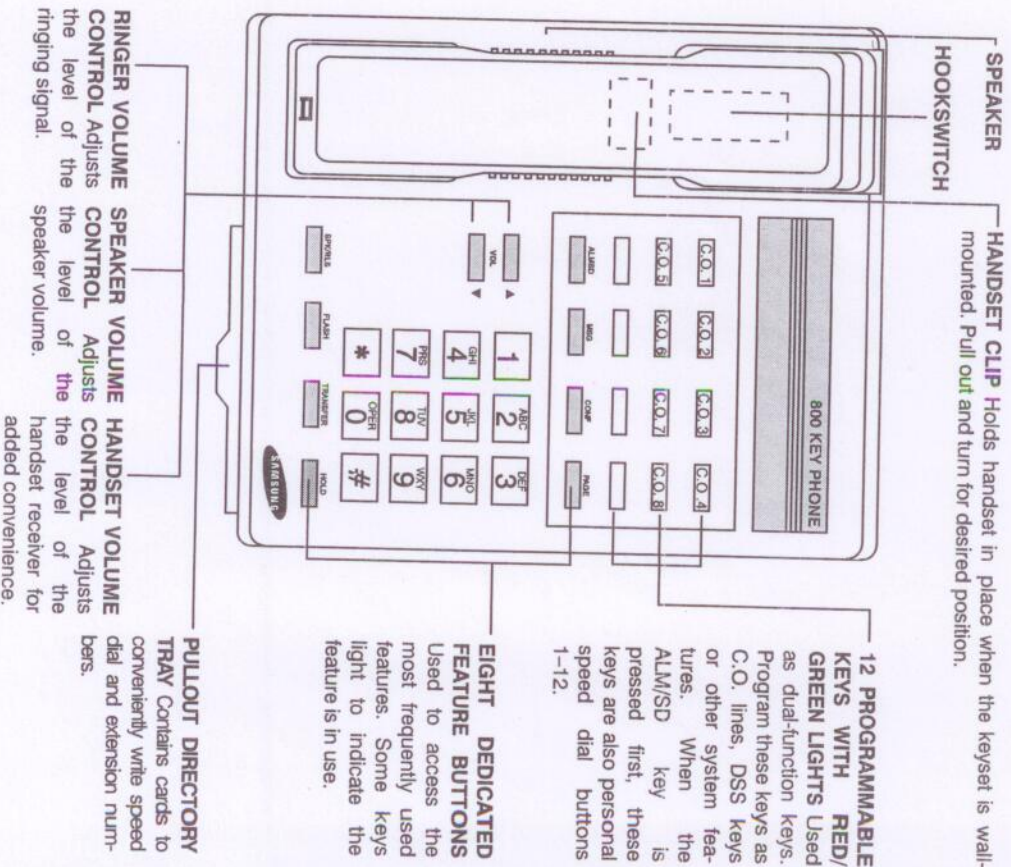 SPEAKER
HANDSET CLIP Holds handset in place when the keyset is wall-
mounted. Pull out and turn for desired position.
HOOKSWITCH
800 KEY PHONE
C.O. 1 C.O. 2 C.O. 3 C.O. 4
C.O. 5 C.O. 6 C.O. 7 C.O. 8
ALM/SD MSG CONF PAGE
VOL
1 ABC 2 DEF 3
GHI 4 JKL 5 MNO 6
PRS 7 TUV 8 WXY 9
* OPER 0 #
SPK/RLS FLASH TRANSFER HOLD
SAMSUNG
12 PROGRAMMABLE
KEYS WITH RED/
GREEN LIGHTS Used
as dual-function keys.
Program these keys as
C.O. lines, DSS keys
or other system fea-
tures. When the
ALM/SD key is
pressed first, these
keys are also personal
speed dial buttons
1–12.
EIGHT DEDICATED
FEATURE BUTTONS
Used to access the
most frequently used
features. Some keys
light to indicate the
feature is in use.
PULLOUT DIRECTORY
TRAY Contains cards to
conveniently write speed
dial and extension num-
bers.
RINGER VOLUME
CONTROL Adjusts
the level of the
ringing signal.
SPEAKER VOLUME
CONTROL Adjusts
the level of the
speaker volume.
HANDSET VOLUME
CONTROL Adjusts
the level of the
handset receiver for
added convenience.